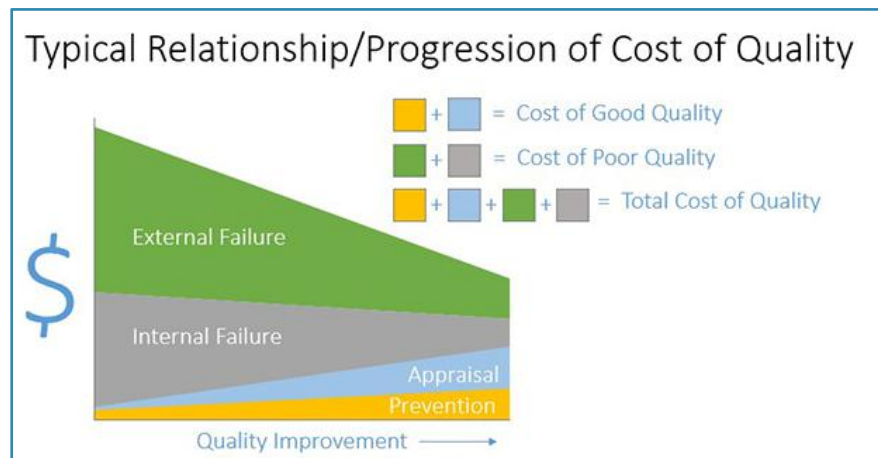 Typical Relationship/Progression of Cost of Quality
+ = Cost of Good Quality
+ = Cost of Poor Quality
+ + + = Total Cost of Quality
$
External Failure
Internal Failure
Appraisal
Prevention
Quality Improvement